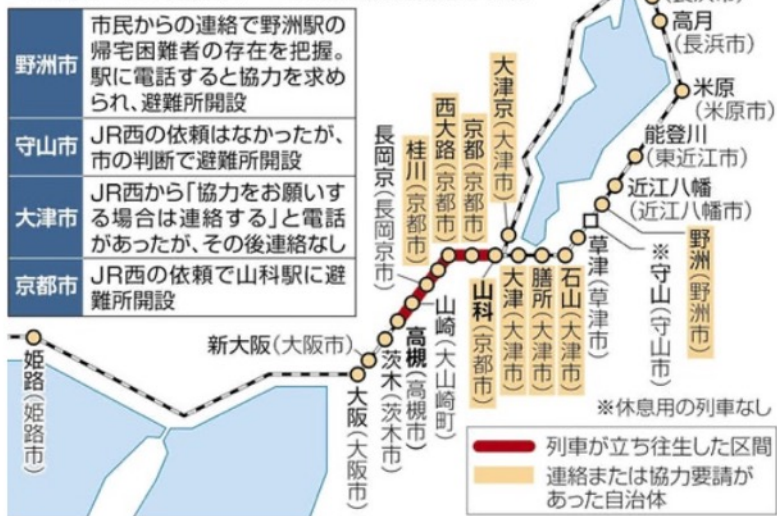 野洲市
市民からの連絡で野洲駅の
帰宅困難者の存在を把握。
駅に電話すると協力を求め
られ、避難所開設
守山市
JR西の依頼はなかったが、
市の判断で避難所開設
大津市
JR西から「協力をお願いす
る場合は連絡する」と電話
があったが、その後連絡なし
京都市
JR西の依頼で山科駅に避
難所開設
(長浜市)
高月
(長浜市)
米原
(米原市)
能登川
(東近江市)
近江八幡
(近江八幡市)
野洲(野洲市)
※守山(守山市)
草津(草津市)
石山(大津市)
膳所(大津市)
大津(大津市)
大津京(大津市)
山科(京都市)
京都(京都市)
西大路(京都市)
桂川(京都市)
長岡京(長岡京市)
山崎(大山崎町)
高槻(高槻市)
茨木(茨木市)
新大阪(大阪市)
大阪(大阪市)
姫路(姫路市)
※休息用の列車なし
列車が立ち往生した区間
連絡または協力要請が
あった自治体